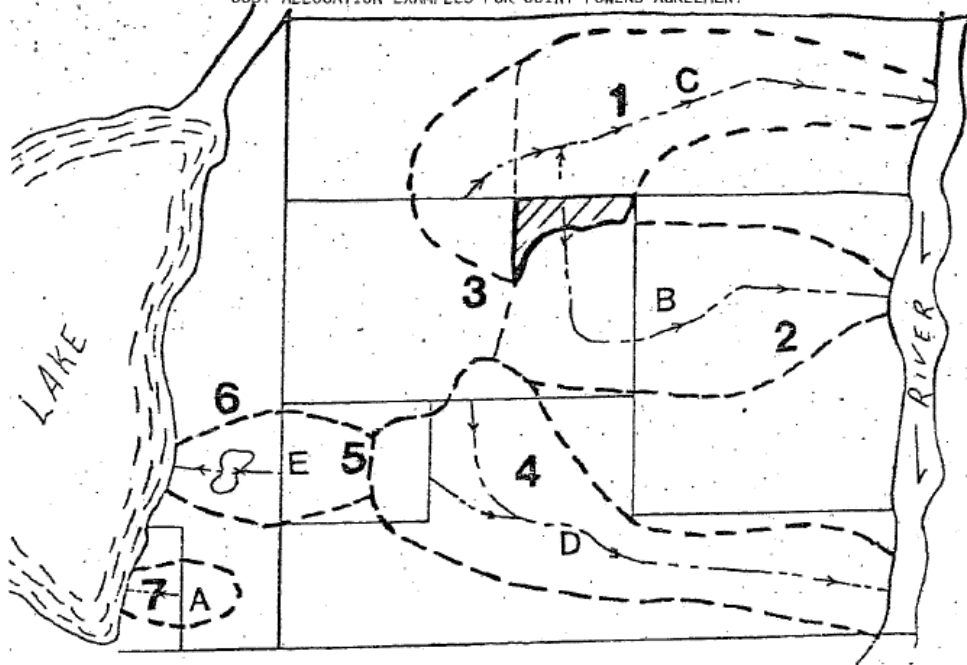 COST ALLOCATION EXAMPLES FOR JOINT POWERS AGREEMENT
1
C
3
B
2
LAKE
RIVER
6
5
E
4
D
7
A